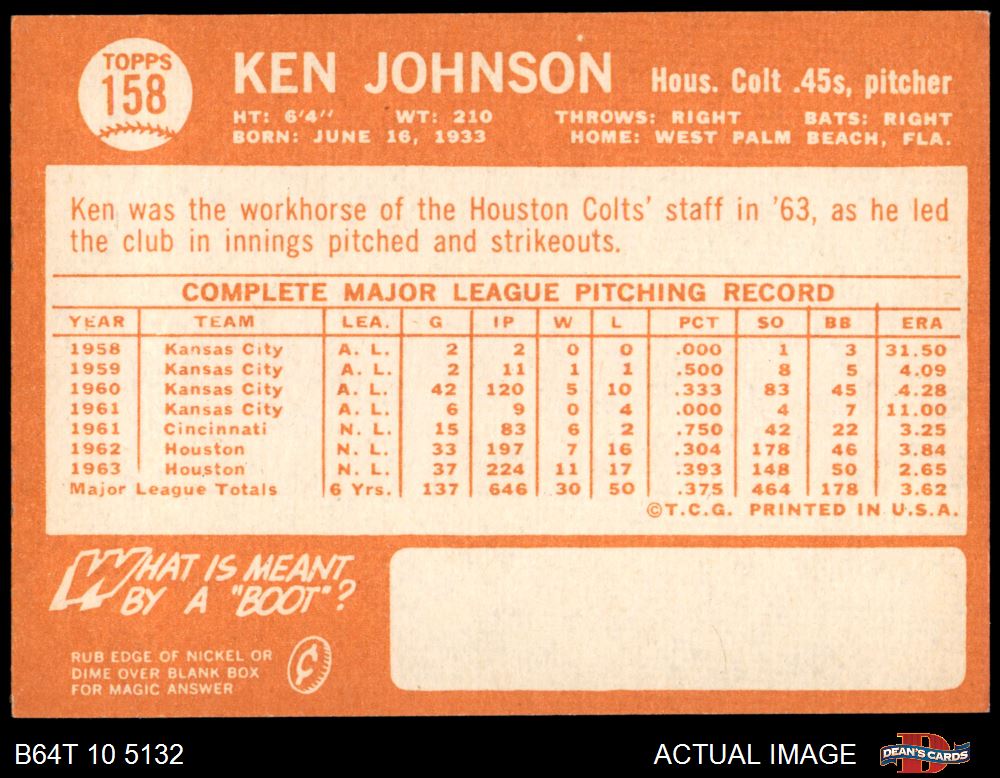 TOPPS
158
KEN JOHNSON Hous. Colt .45s, pitcher
HT: 6'4" WT: 210 THROWS: RIGHT BATS: RIGHT
BORN: JUNE 16, 1933 HOME: WEST PALM BEACH, FLA.
Ken was the workhorse of the Houston Colts' staff in '63, as he led
the club in innings pitched and strikeouts.
COMPLETE MAJOR LEAGUE PITCHING RECORD
YEAR TEAM LEA. G IP W L PCT SO BB ERA
1958 Kansas City A. L. 2 2 0 0 .000 1 3 31.50
1959 Kansas City A. L. 2 11 1 1 .500 8 5 4.09
1960 Kansas City A. L. 42 120 5 10 .333 83 45 4.28
1961 Kansas City A. L. 6 9 0 4 .000 4 7 11.00
1961 Cincinnati N. L. 15 83 6 2 .750 42 22 3.25
1962 Houston N. L. 33 197 7 16 .304 178 46 3.84
1963 Houston N. L. 37 224 11 17 .393 148 50 2.65
Major League Totals 6 Yrs. 137 646 30 50 .375 464 178 3.62
©T.C.G. PRINTED IN U.S.A.
WHAT IS MEANT
BY A "BOOT"?
RUB EDGE OF NICKEL OR
DIME OVER BLANK BOX
FOR MAGIC ANSWER
¢
B64T 10 5132 ACTUAL IMAGE DEAN'S CARDS